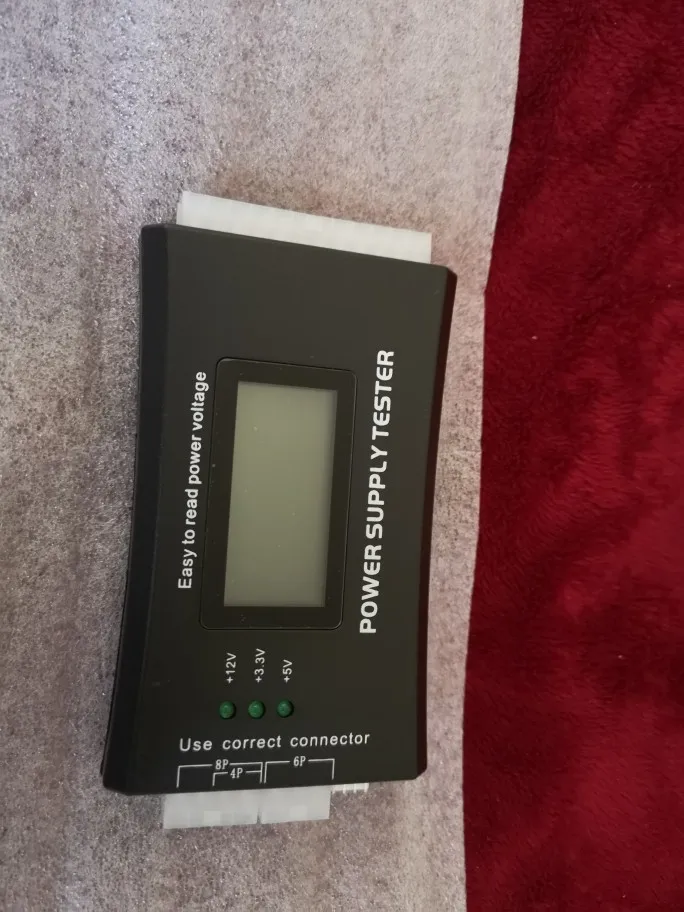 Easy to read power voltage
POWER SUPPLY TESTER
+12V
+3.3V
+5V
Use correct connector
8P
4P
6P